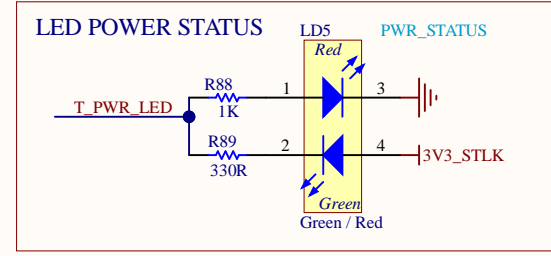 LED POWER STATUS
LD5
PWR_STATUS
Red
R88
1
3
1K
T_PWR_LED
R89
2
4
330R
3V3_STLK
Green
Green / Red